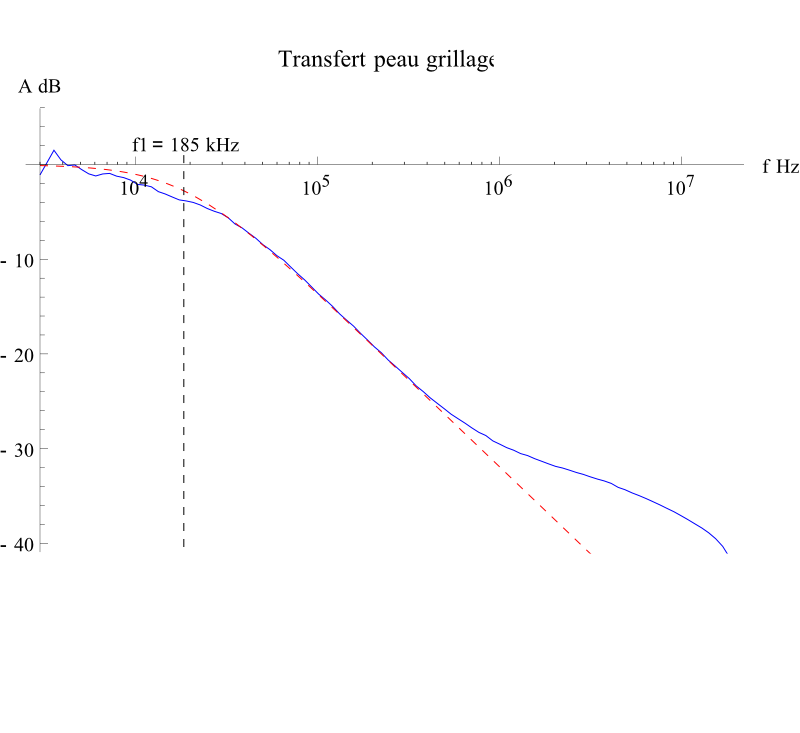 Transfert peau grillage
A dB
f1 = 185 kHz
f Hz
10^4
10^5
10^6
10^7
- 10
- 20
- 30
- 40